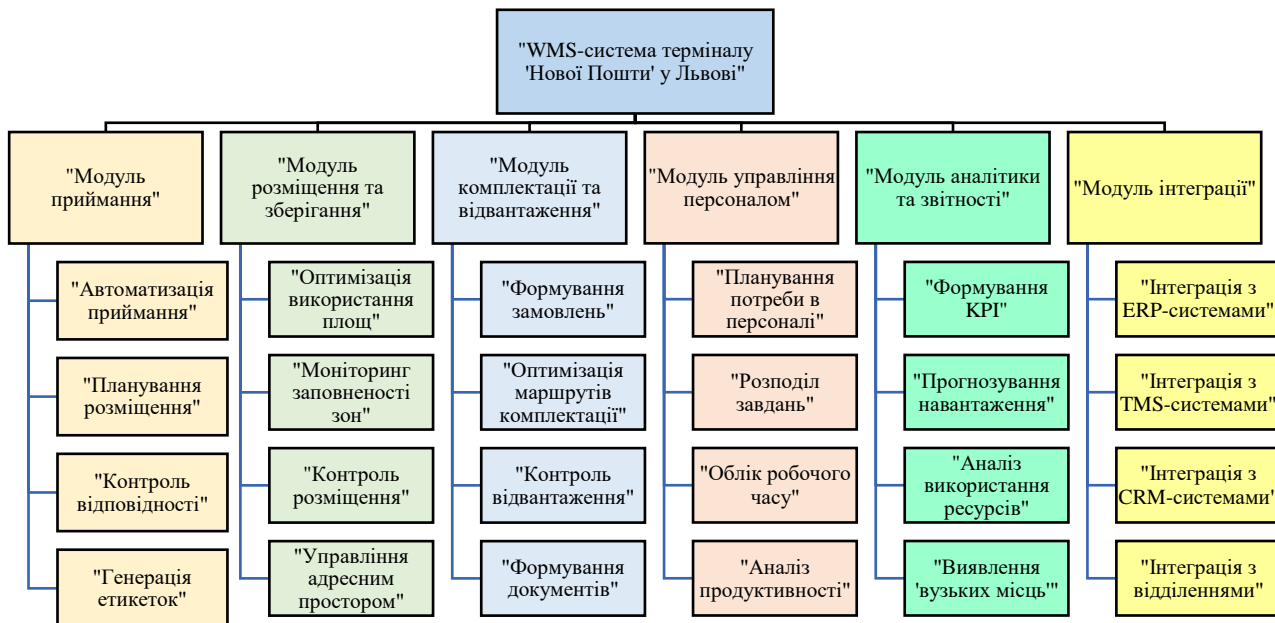 "WMS-система терміналу
'Нової Пошти' у Львові"
"Модуль
приймання"
"Автоматизація
приймання"
"Планування
розміщення"
"Контроль
відповідності"
"Генерація
етикеток"
"Модуль
розміщення та
зберігання"
"Оптимізація
використання
площ"
"Моніторинг
заповненості
зон"
"Контроль
розміщення"
"Управління
адресним
простором"
"Модуль
комплектації та
відвантаження"
"Формування
замовлень"
"Оптимізація
маршрутів
комплектації"
"Контроль
відвантаження"
"Формування
документів"
"Модуль управління
персоналом"
"Планування
потреби в
персоналі"
"Розподіл
завдань"
"Облік робочого
часу"
"Аналіз
продуктивності"
"Модуль аналітики
та звітності"
"Формування
KPI"
"Прогнозування
навантаження"
"Аналіз
використання
ресурсів"
"Виявлення
'вузьких місць'"
"Модуль інтеграції"
"Інтеграція з
ERP-системами"
"Інтеграція з
TMS-системами"
"Інтеграція з
CRM-системами"
"Інтеграція з
відділеннями"